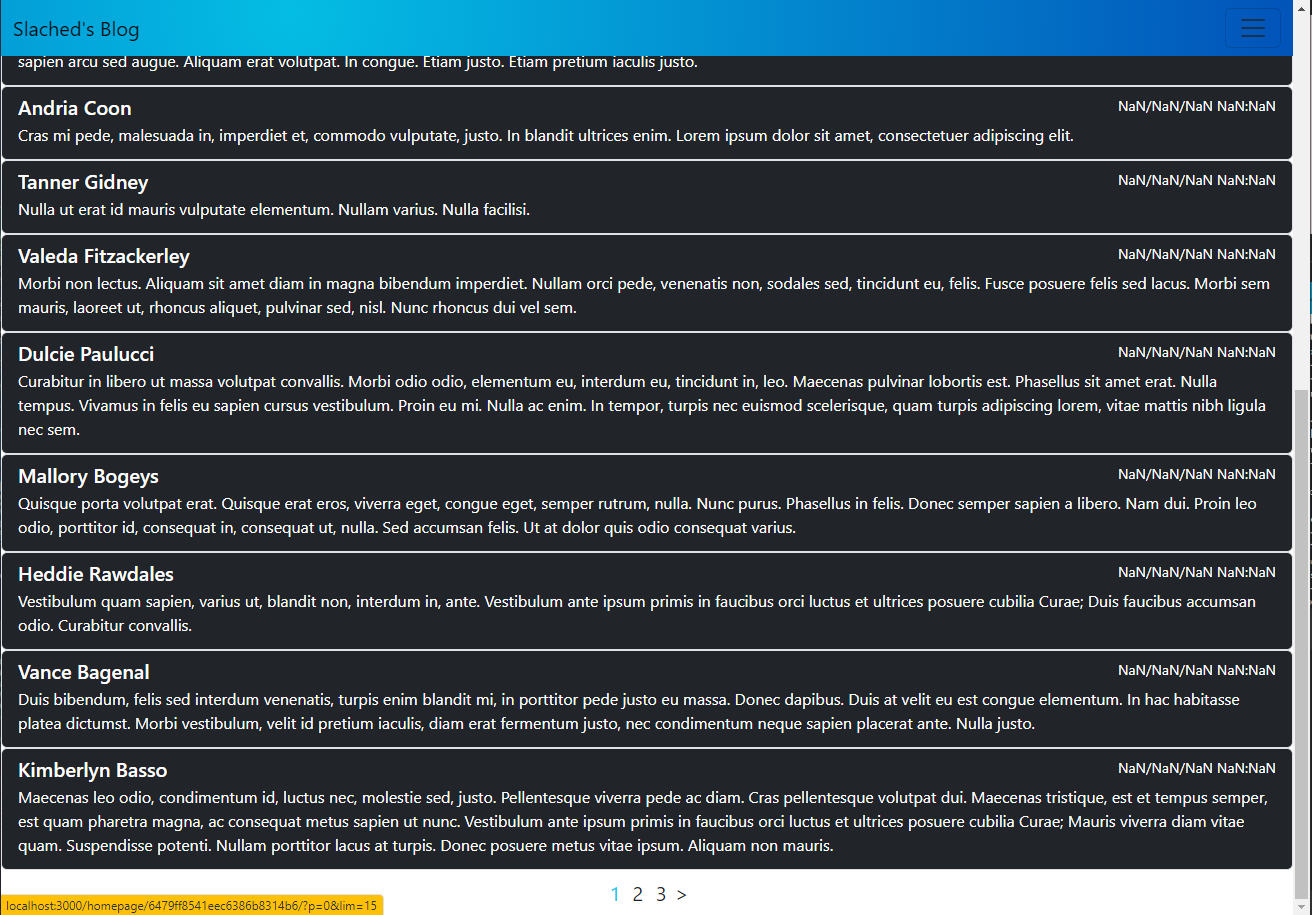 Slached's Blog
sapien arcu sed augue. Aliquam erat volutpat. In congue. Etiam justo. Etiam pretium iaculis justo.
Andria Coon
NaN/NaN/NaN NaN:NaN
Cras mi pede, malesuada in, imperdiet et, commodo vulputate, justo. In blandit ultrices enim. Lorem ipsum dolor sit amet, consectetuer adipiscing elit.
Tanner Gidney
NaN/NaN/NaN NaN:NaN
Nulla ut erat id mauris vulputate elementum. Nullam varius. Nulla facilisi.
Valeda Fitzackerley
NaN/NaN/NaN NaN:NaN
Morbi non lectus. Aliquam sit amet diam in magna bibendum imperdiet. Nullam orci pede, venenatis non, sodales sed, tincidunt eu, felis. Fusce posuere felis sed lacus. Morbi sem
mauris, laoreet ut, rhoncus aliquet, pulvinar sed, nisl. Nunc rhoncus dui vel sem.
Dulcie Paulucci
NaN/NaN/NaN NaN:NaN
Curabitur in libero ut massa volutpat convallis. Morbi odio odio, elementum eu, interdum eu, tincidunt in, leo. Maecenas pulvinar lobortis est. Phasellus sit amet erat. Nulla
tempus. Vivamus in felis eu sapien cursus vestibulum. Proin eu mi. Nulla ac enim. In tempor, turpis nec euismod scelerisque, quam turpis adipiscing lorem, vitae mattis nibh ligula
nec sem.
Mallory Bogeys
NaN/NaN/NaN NaN:NaN
Quisque porta volutpat erat. Quisque erat eros, viverra eget, congue eget, semper rutrum, nulla. Nunc purus. Phasellus in felis. Donec semper sapien a libero. Nam dui. Proin leo
odio, porttitor id, consequat in, consequat ut, nulla. Sed accumsan felis. Ut at dolor quis odio consequat varius.
Heddie Rawdales
NaN/NaN/NaN NaN:NaN
Vestibulum quam sapien, varius ut, blandit non, interdum in, ante. Vestibulum ante ipsum primis in faucibus orci luctus et ultrices posuere cubilia Curae; Duis faucibus accumsan
odio. Curabitur convallis.
Vance Bagenal
NaN/NaN/NaN NaN:NaN
Duis bibendum, felis sed interdum venenatis, turpis enim blandit mi, in porttitor pede justo eu massa. Donec dapibus. Duis at velit eu est congue elementum. In hac habitasse
platea dictumst. Morbi vestibulum, velit id pretium iaculis, diam erat fermentum justo, nec condimentum neque sapien placerat ante. Nulla justo.
Kimberlyn Basso
NaN/NaN/NaN NaN:NaN
Maecenas leo odio, condimentum id, luctus nec, molestie sed, justo. Pellentesque viverra pede ac diam. Cras pellentesque volutpat dui. Maecenas tristique, est et tempus semper,
est quam pharetra magna, ac consequat metus sapien ut nunc. Vestibulum ante ipsum primis in faucibus orci luctus et ultrices posuere cubilia Curae; Mauris viverra diam vitae
quam. Suspendisse potenti. Nullam porttitor lacus at turpis. Donec posuere metus vitae ipsum. Aliquam non mauris.
1 2 3 >
localhost:3000/homepage/6479ff8541eec6386b8314b6/?p=0&lim=15